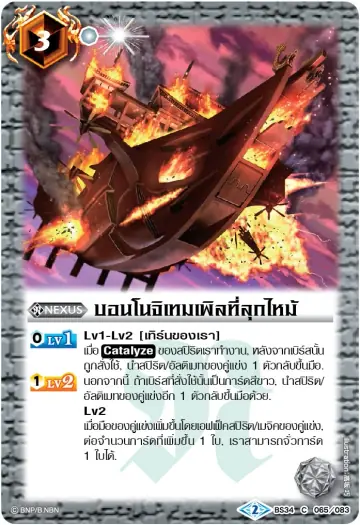 3
NEXUS บอนโนจิเทมเพิลที่ลุกไหม้
0 LV1
1 LV2
Lv1-Lv2 [เทิร์นของเรา]
เมื่อ Catalyze ของสปิริตเราทำงาน, หลังจากเบิร์สนั้น
ถูกสั่งใช้, นำสปิริต/อัลติเมทของคู่แข่ง 1 ตัวกลับขึ้นมือ.
นอกจากนี้ ถ้าเบิร์สที่สั่งใช้นั้นเป็นการ์ดสีขาว, นำสปิริต/
อัลติเมทของคู่แข่งอีก 1 ตัวกลับขึ้นมือด้วย.
Lv2
เมื่อมือของคู่แข่งเพิ่มขึ้นโดยเอฟเฟ็คสปิริต/เมจิคของคู่แข่ง,
ต่อจำนวนการ์ดที่เพิ่มขึ้น 1 ใบ, เราสามารถจั่วการ์ด
1 ใบได้.
© BNP/B.NBN
2 BS34 C 065/083